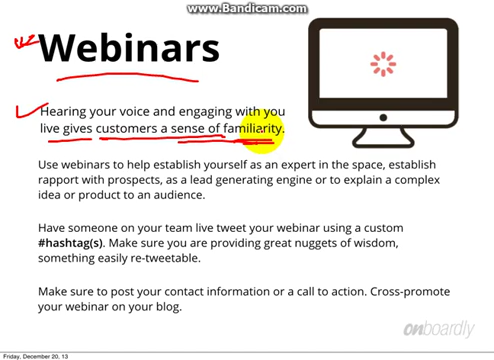 www.Bandicam.com
Webinars
Hearing your voice and engaging with you
live gives customers a sense of familiarity.
Use webinars to help establish yourself as an expert in the space, establish
rapport with prospects, as a lead generating engine or to explain a complex
idea or product to an audience.
Have someone on your team live tweet your webinar using a custom
#hashtag(s). Make sure you are providing great nuggets of wisdom,
something easily re-tweetable.
Make sure to post your contact information or a call to action. Cross-promote
your webinar on your blog.
onboardly
Friday, December 20, 13